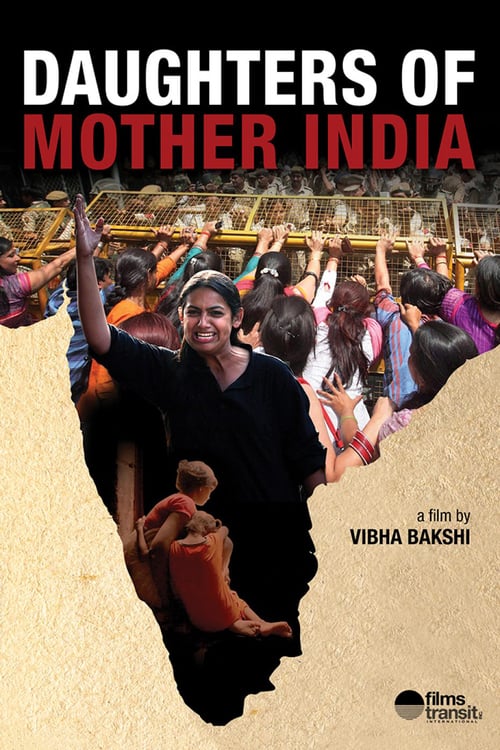 DAUGHTERS OF
MOTHER INDIA
a film by
VIBHA BAKSHI
films
transit
INTERNATIONAL